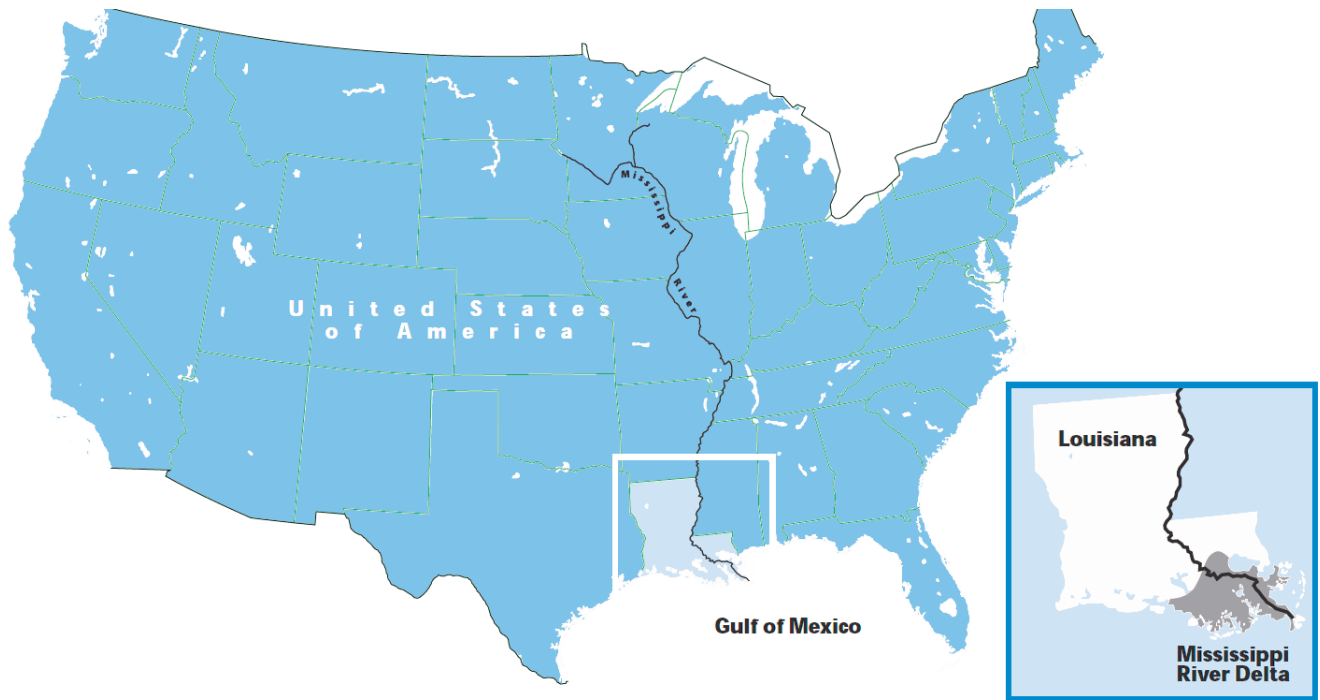 Mississippi
River
United States
of America
Gulf of Mexico
Louisiana
Mississippi
River Delta